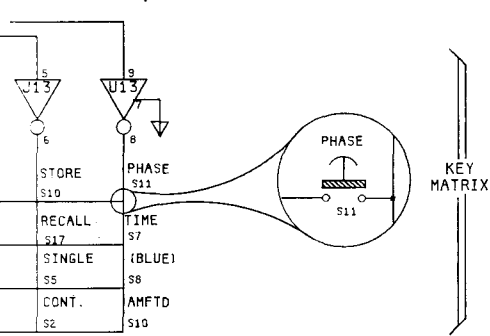 5 9
U13 U13
7
6 8
STORE PHASE
S10 S11
RECALL TIME
S17 S7
SINGLE (BLUE)
S5 S8
CONT. AMFTD
S2 S10
PHASE
S11
KEY
MATRIX